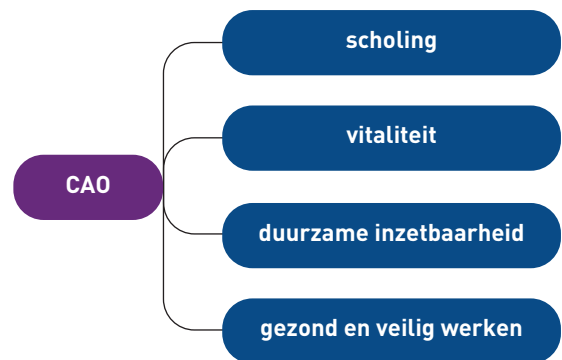 scholing
vitaliteit
CAO
duurzame inzetbaarheid
gezond en veilig werken